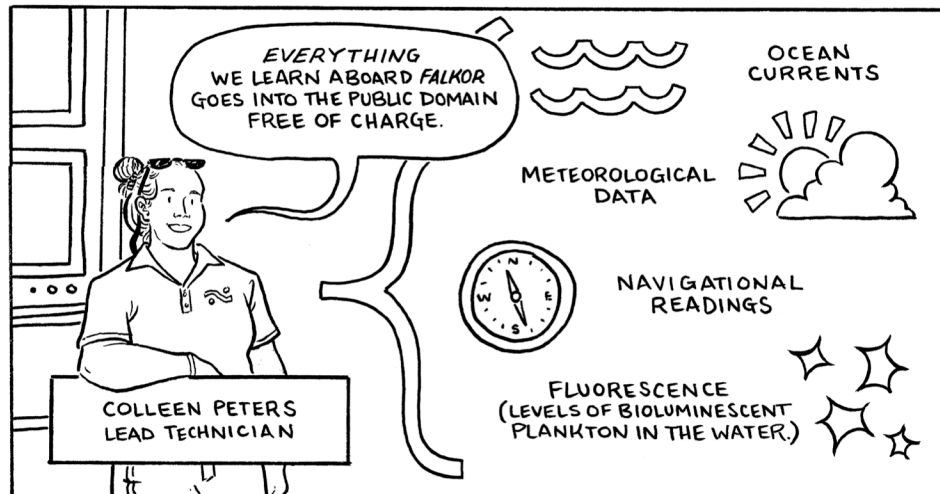 EVERYTHING
WE LEARN ABOARD FALKOR
GOES INTO THE PUBLIC DOMAIN
FREE OF CHARGE.
OCEAN
CURRENTS
METEOROLOGICAL
DATA
N
W E
S
NAVIGATIONAL
READINGS
FLUORESCENCE
(LEVELS OF BIOLUMINESCENT
PLANKTON IN THE WATER.)
COLLEEN PETERS
LEAD TECHNICIAN